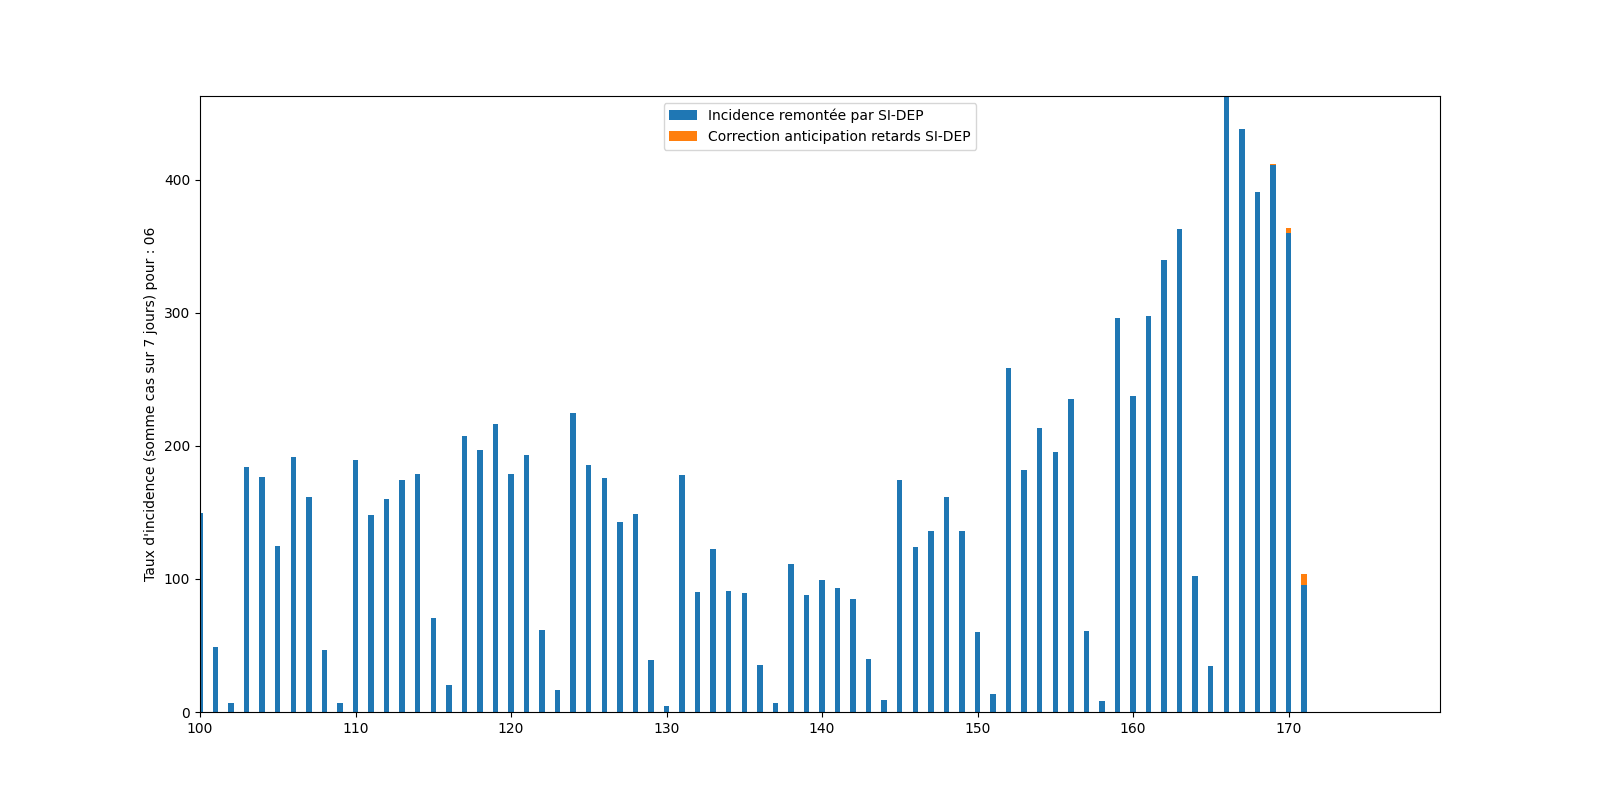 Incidence remontée par SI-DEP
Correction anticipation retards SI-DEP
Taux d'incidence (somme cas sur 7 jours) pour : 06
400
300
200
100
0
100 110 120 130 140 150 160 170